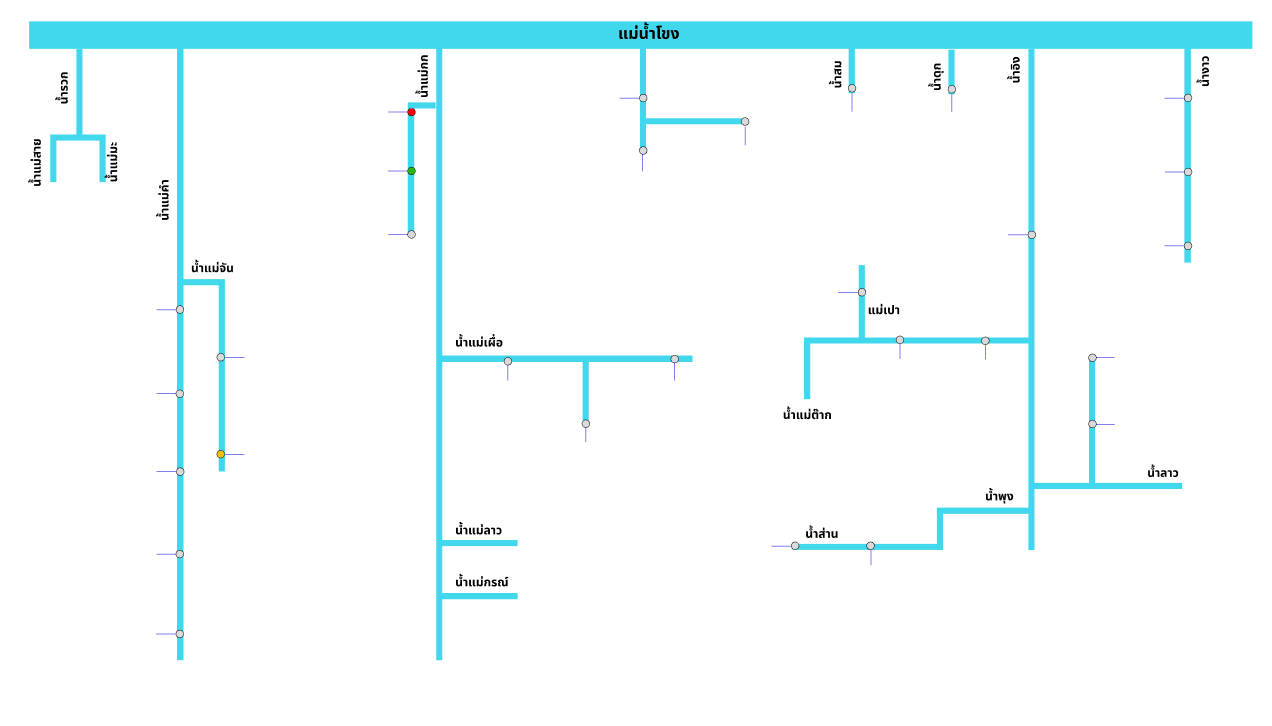 แม่น้ำโขง
น้ำรวก
น้ำแม่สาย
น้ำแม่มะ
น้ำแม่คำ
น้ำแม่จัน
น้ำแม่กก
น้ำแม่เผื่อ
น้ำแม่ลาว
น้ำแม่กรณ์
น้ำสม
น้ำดุก
น้ำอิง
น้ำงาว
แม่เปา
น้ำแม่ต๊าก
น้ำลาว
น้ำพุง
น้ำส่าน